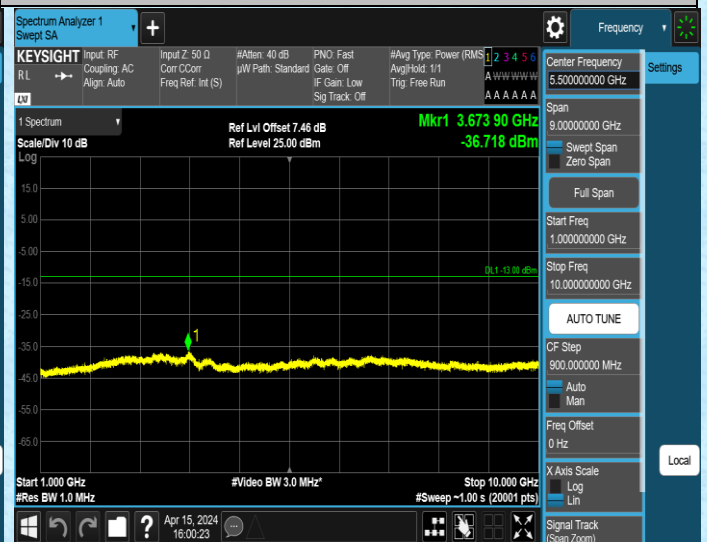 Spectrum Analyzer 1
Swept SA
+
Frequency
KEYSIGHT
RL
LXI
Input: RF
Coupling: AC
Align: Auto
Input Z: 50 Ω
Corr CCorr
Freq Ref: Int (S)
#Atten: 40 dB
µW Path: Standard
PNO: Fast
Gate: Off
IF Gain: Low
Sig Track: Off
#Avg Type: Power (RMS
Avg|Hold: 1/1
Trig: Free Run
1 2 3 4 5 6
A W W W W W
A A A A A A
1 Spectrum
Scale/Div 10 dB
Log
Ref Lvl Offset 7.46 dB
Ref Level 25.00 dBm
Mkr1 3.673 90 GHz
-36.718 dBm
15.0
5.00
-5.00
-15.0
-25.0
-35.0
-45.0
-55.0
-65.0
DL1 -13.00 dBm
1
Start 1.000 GHz
#Res BW 1.0 MHz
#Video BW 3.0 MHz*
Stop 10.000 GHz
#Sweep ~1.00 s (20001 pts)
Center Frequency
5.500000000 GHz
Settings
Span
9.00000000 GHz
Swept Span
Zero Span
Full Span
Start Freq
1.000000000 GHz
Stop Freq
10.000000000 GHz
AUTO TUNE
CF Step
900.000000 MHz
Auto
Man
Freq Offset
0 Hz
X Axis Scale
Log
Lin
Local
Signal Track
(Span Zoom)
?
Apr 15, 2024
16:00:23